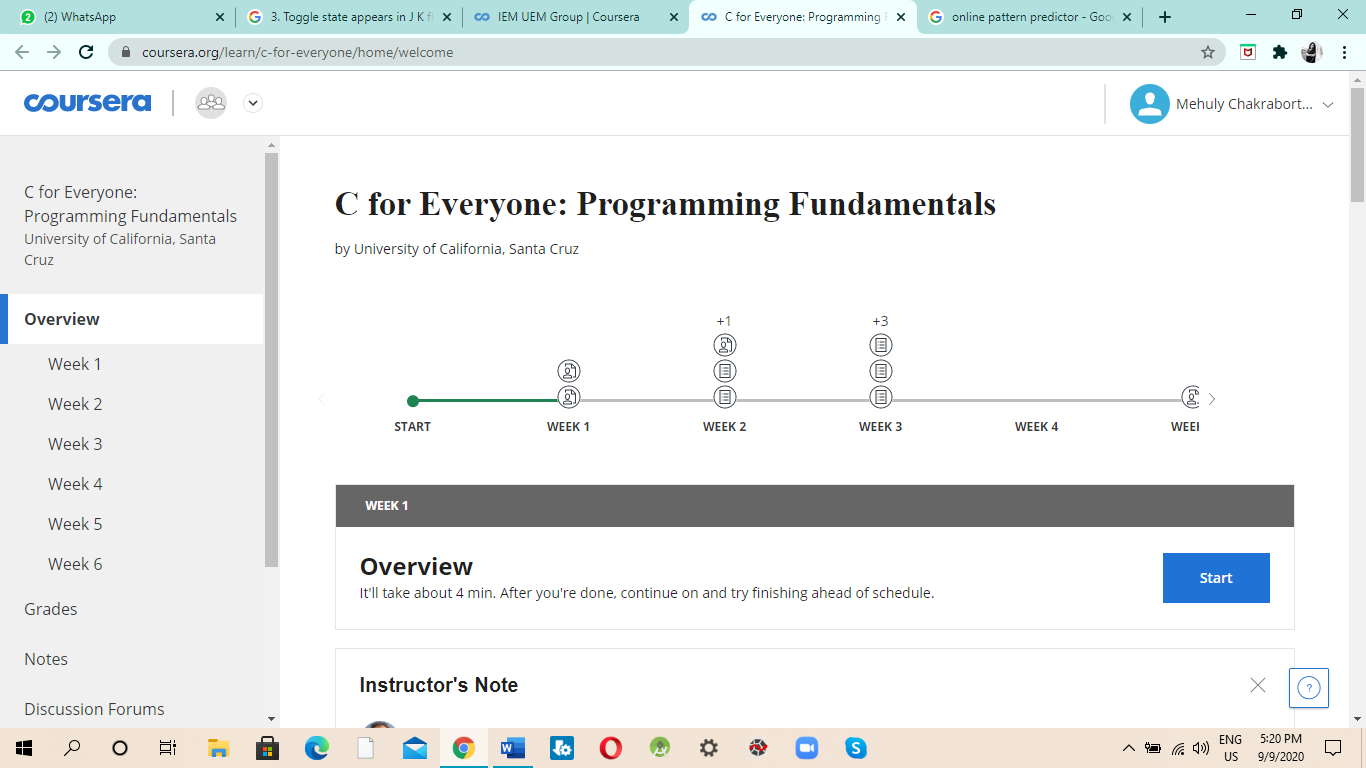 (2) WhatsApp
3. Toggle state appears in J K fl
IEM UEM Group | Coursera
C for Everyone: Programming F
online pattern predictor - Goo
coursera.org/learn/c-for-everyone/home/welcome
coursera
Mehuly Chakrabort...
C for Everyone:
Programming Fundamentals
University of California, Santa
Cruz
Overview
Week 1
Week 2
Week 3
Week 4
Week 5
Week 6
Grades
Notes
Discussion Forums
C for Everyone: Programming Fundamentals
by University of California, Santa Cruz
+1
+3
START
WEEK 1
WEEK 2
WEEK 3
WEEK 4
WEEK 1
Overview
It'll take about 4 min. After you're done, continue on and try finishing ahead of schedule.
Start
Instructor's Note
?
ENG
US
5:20 PM
9/9/2020